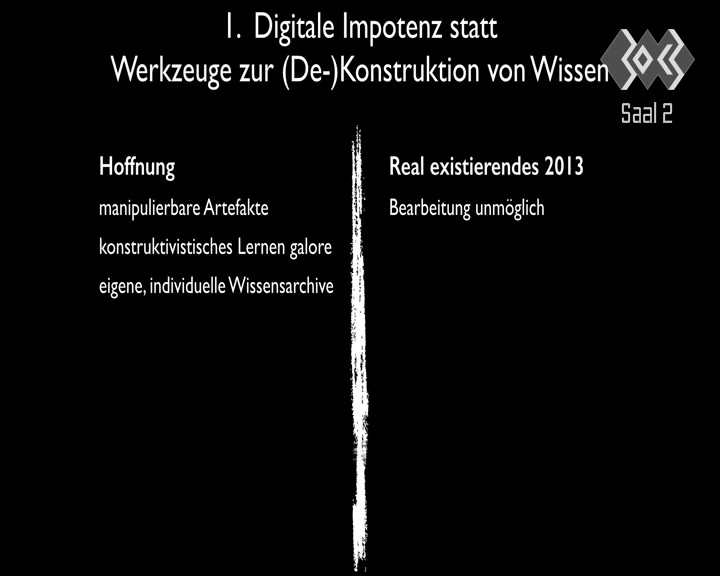 1. Digitale Impotenz statt
Werkzeuge zur (De-)Konstruktion von Wissen
Saal 2
Hoffnung
manipulierbare Artefakte
konstruktivistisches Lernen galore
eigene, individuelle Wissensarchive
Real existierendes 2013
Bearbeitung unmöglich